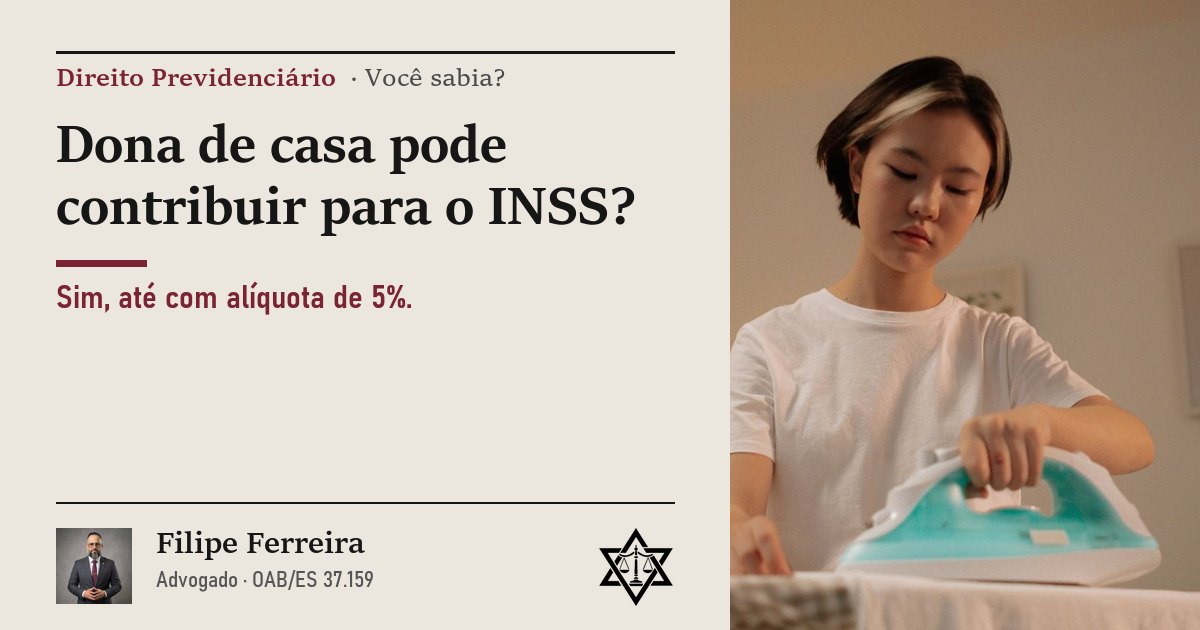 Direito Previdenciário · Você sabia?
Dona de casa pode
contribuir para o INSS?
Sim, até com alíquota de 5%.
Filipe Ferreira
Advogado · OAB/ES 37.159